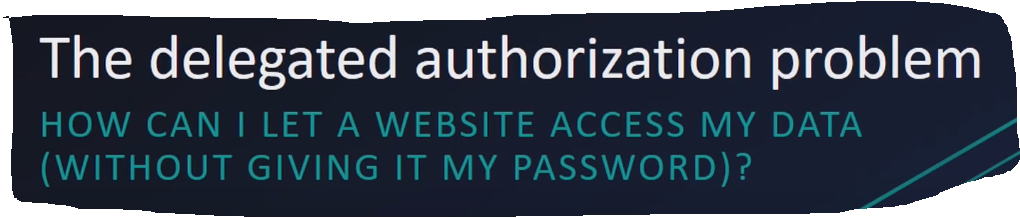 The delegated authorization problem
HOW CAN I LET A WEBSITE ACCESS MY DATA
(WITHOUT GIVING IT MY PASSWORD)?